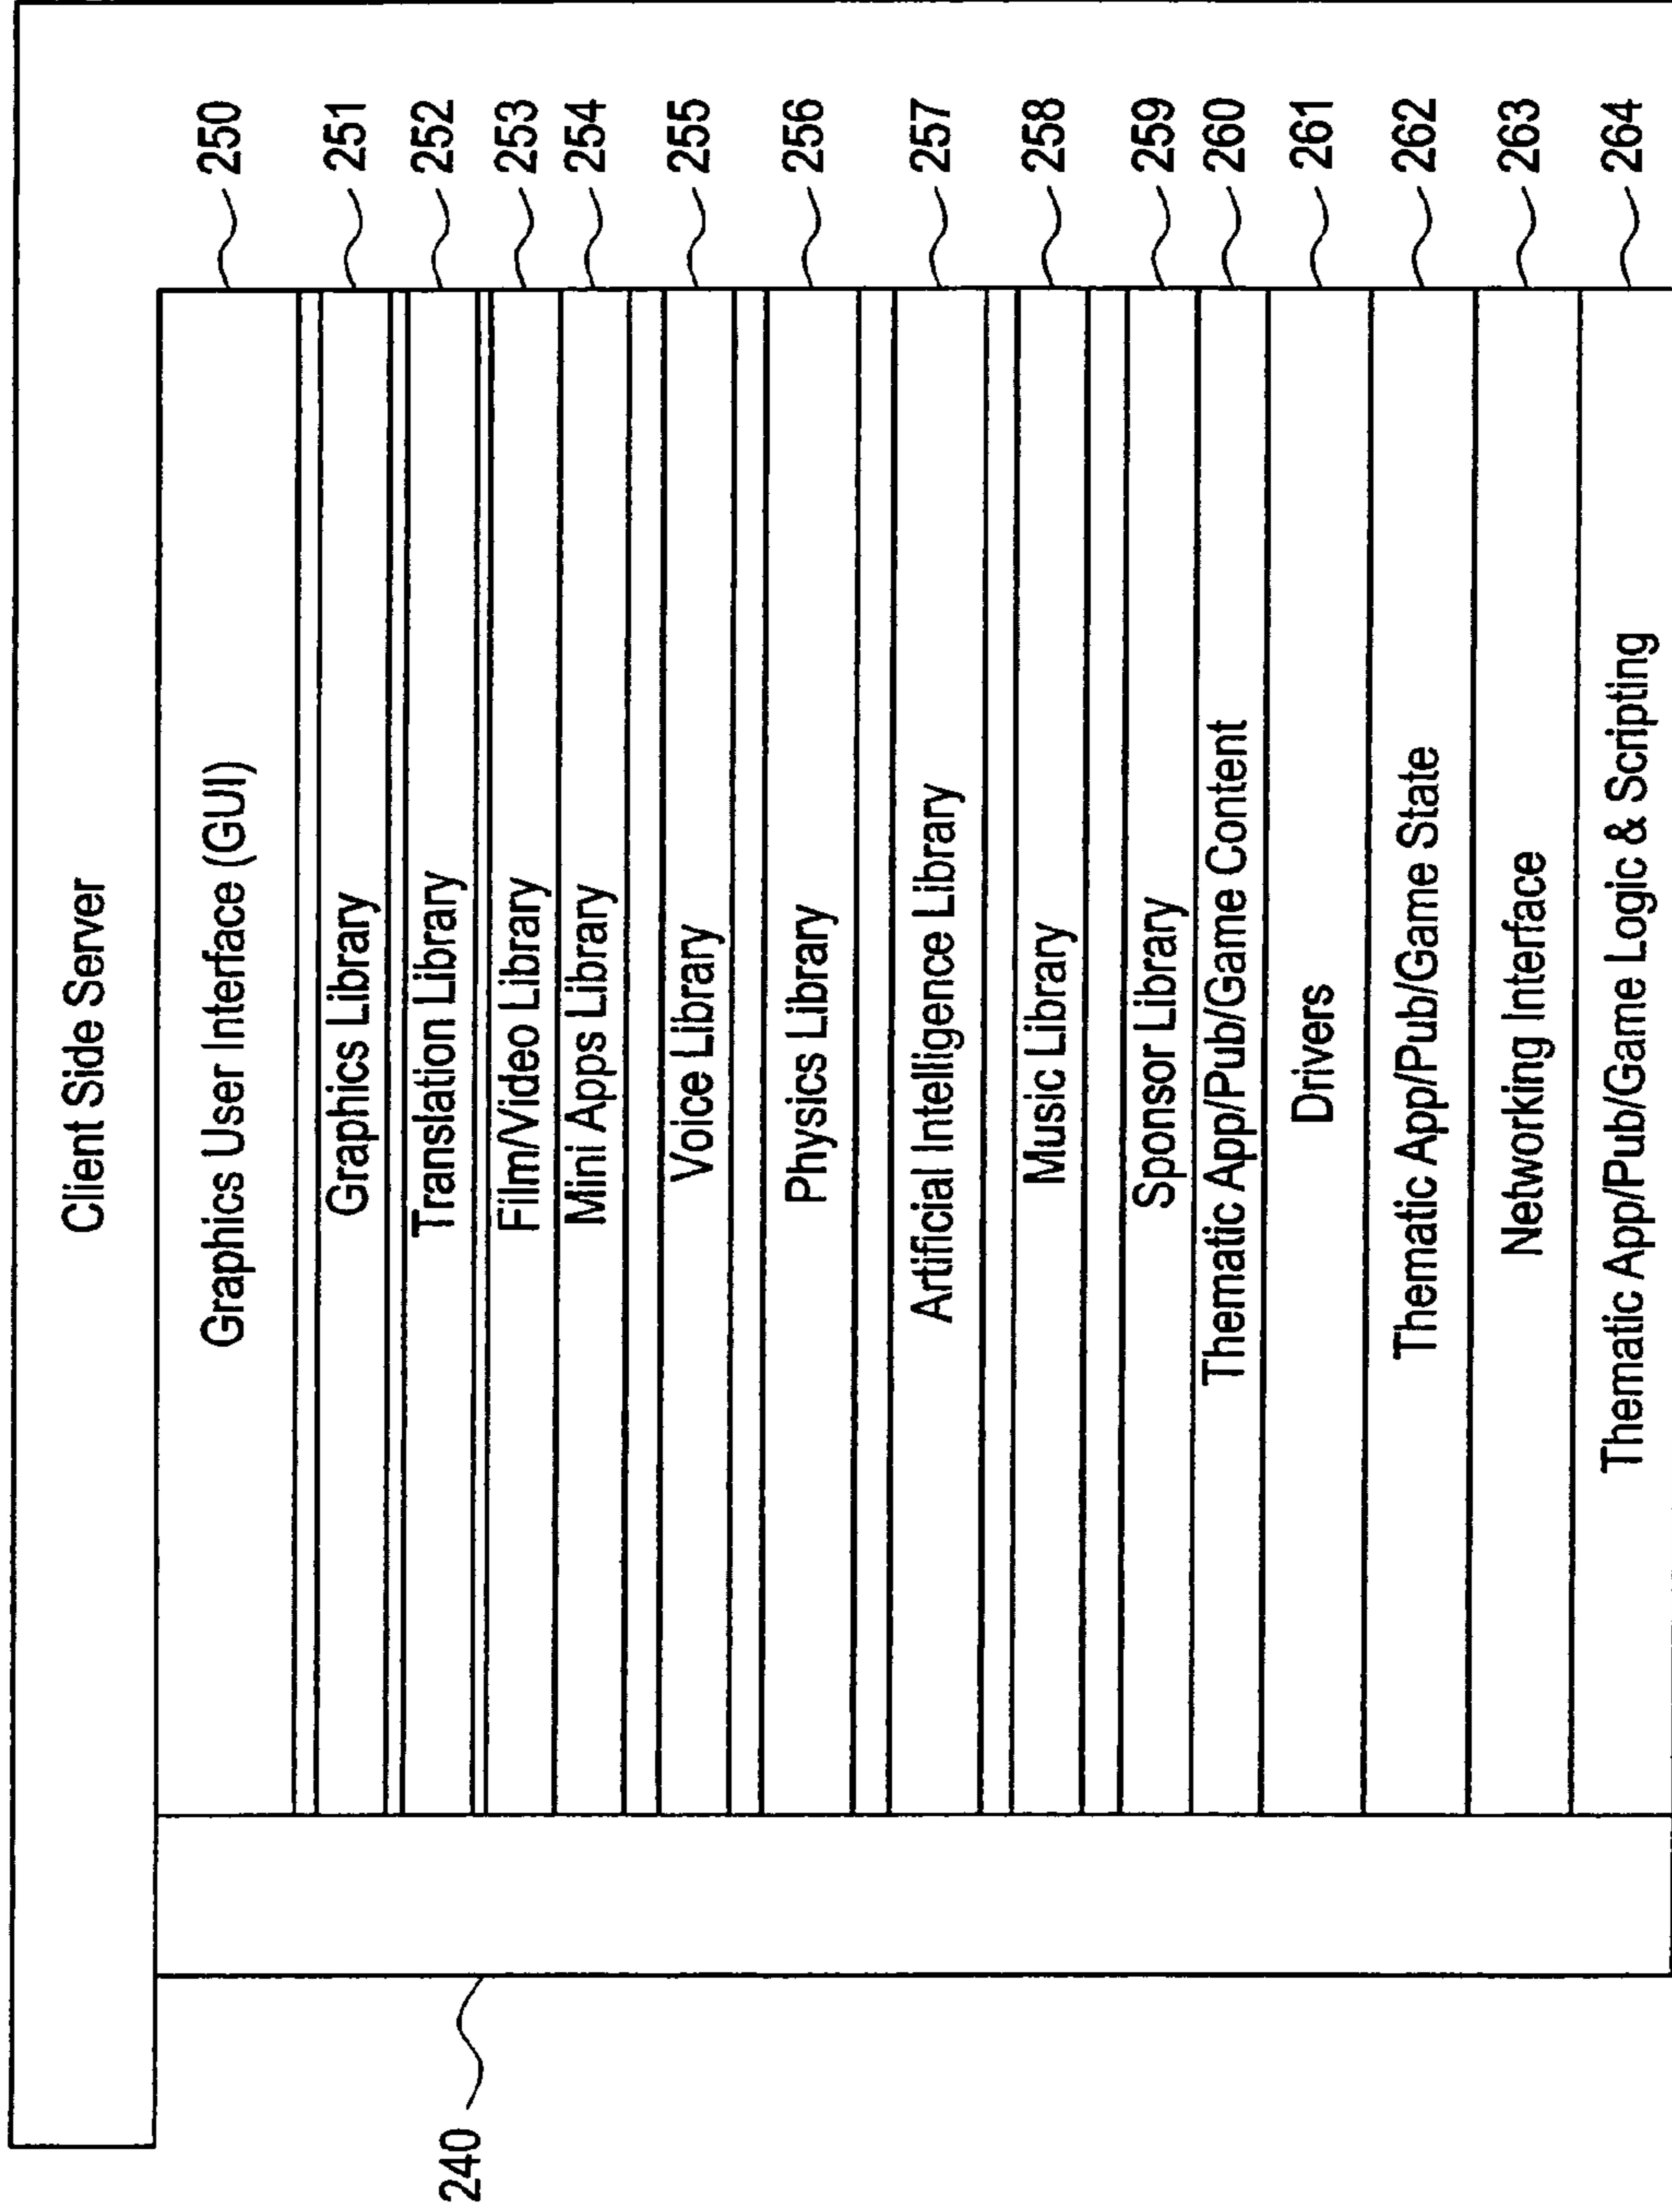 Client Side Server
Graphics User Interface (GUI)
250
Graphics Library
251
Translation Library
252
Film/Video Library
253
Mini Apps Library
254
Voice Library
255
Physics Library
256
Artificial Intelligence Library
257
Music Library
258
Sponsor Library
259
Thematic App/Pub/Game Content
260
Drivers
261
Thematic App/Pub/Game State
262
Networking Interface
263
Thematic App/Pub/Game Logic & Scripting
264
240